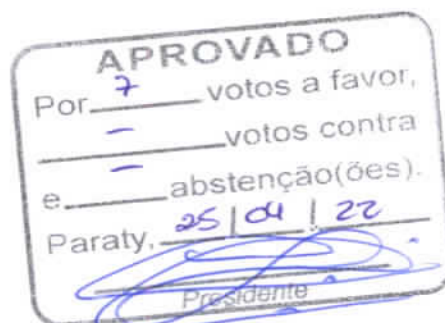 APROVADO
Por 7 votos a favor,
- votos contra
e - abstenção(ões).
Paraty, 25 | 04 | 22
Presidente